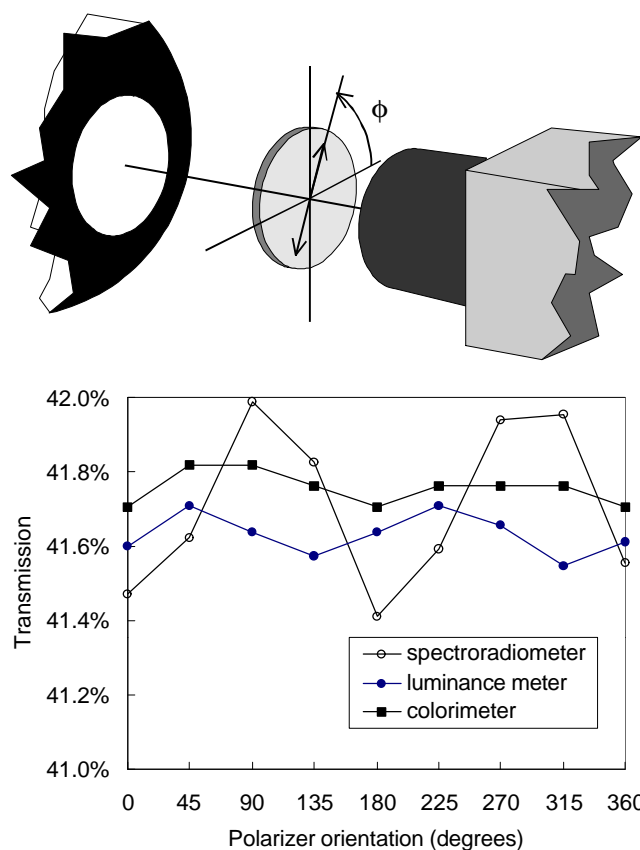 ϕ
42.0%
41.8%
41.6%
41.4%
41.2%
41.0%
Transmission
spectroradiometer
luminance meter
colorimeter
0 45 90 135 180 225 270 315 360
Polarizer orientation (degrees)